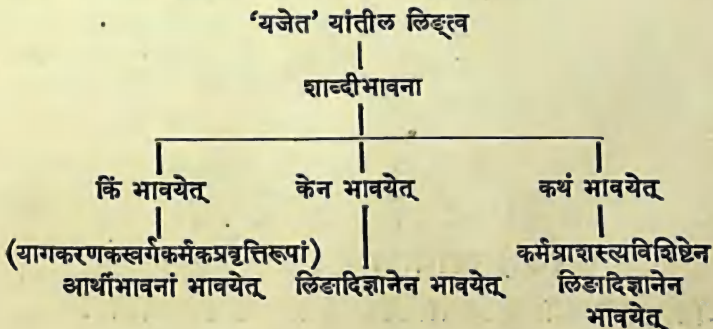 ‘यजेत’ यांतील लिङ्त्व
शाब्दीभावना
किं भावयेत् केन भावयेत् कथं भावयेत्
(यागकरणकस्वर्गकर्मकप्रवृत्तिरूपां) कर्मप्राशस्त्यविशिष्टेन
आर्थीभावनां भावयेत् लिङादिज्ञानेन भावयेत् लिङादिज्ञानेन
भावयेत्